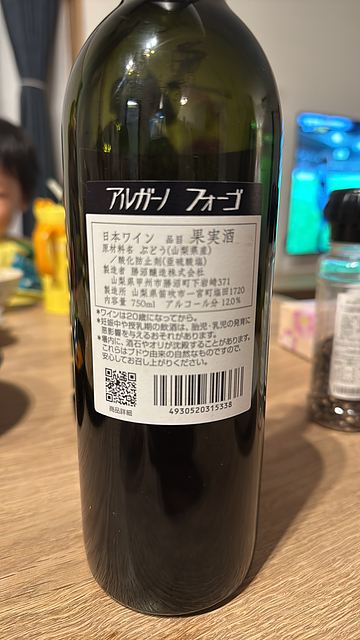 アルガーノ フォーゴ
日本ワイン 品目 果実酒
原材料名 ぶどう(山梨県産)
/酸化防止剤(亜硫酸塩)
製造者 勝沼醸造株式会社
山梨県甲州市勝沼町下岩崎371
製造所 山梨県笛吹市一宮町塩田1720
内容量 750ml アルコール分 12.0%
*ワインは20歳になってから。
*妊娠中や授乳期の飲酒は、胎児・乳児の発育に
悪影響を与えるおそれがあります。
*壜内に、酒石やオリが沈殿することがあります。
これらはブドウ由来の自然なものですので、
安心してお召し上がりください。
商品詳細
4930520315338